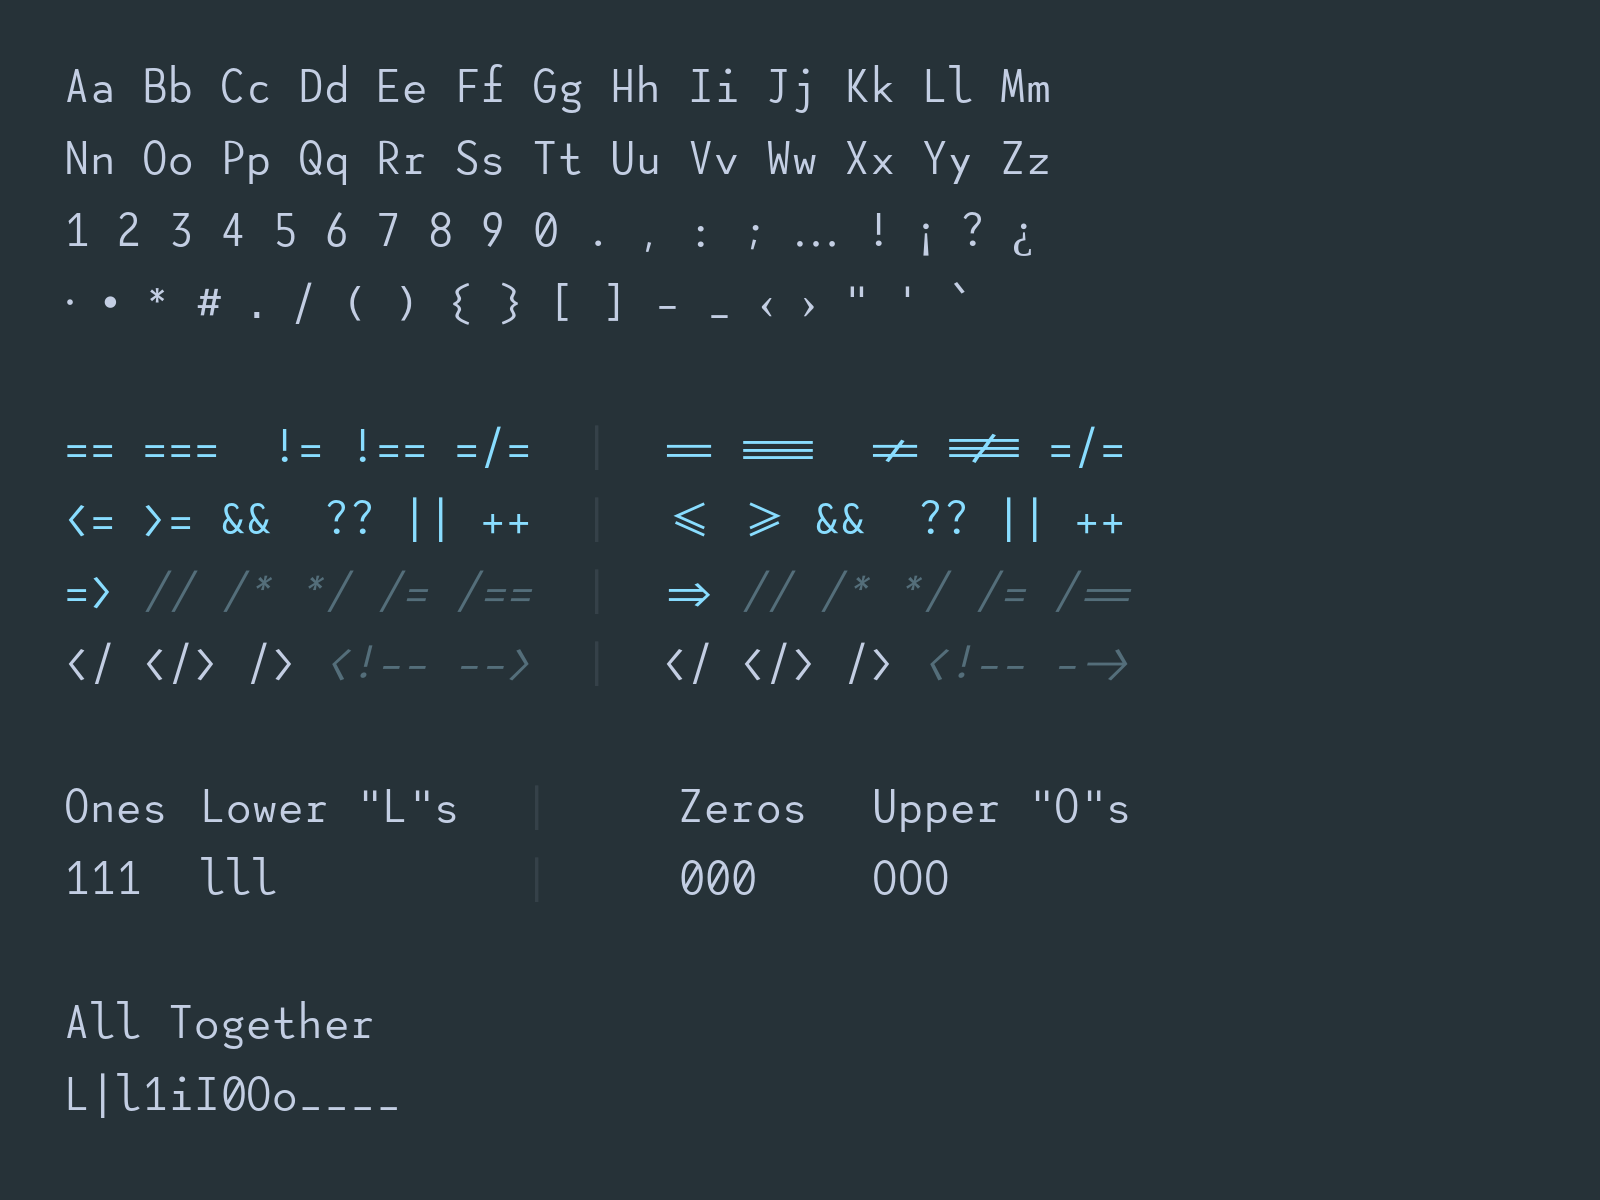 Aa Bb Cc Dd Ee Ff Gg Hh Ii Jj Kk Ll Mm
Nn Oo Pp Qq Rr Ss Tt Uu Vv Ww Xx Yy Zz
1 2 3 4 5 6 7 8 9 0 . , : ; … ! ¡ ? ¿
· • * # . / ( ) { } [ ] - _ ‹ › " ' `
== === != !== =/= | == === != !== =/=
<= >= && ?? || ++ | <= >= && ?? || ++
=> // /* */ /= /== | => // /* */ /= /==
</ </> /> <!-- --> | </ </> /> <!-- -->
Ones Lower "L"s | Zeros Upper "O"s
111 lll | 000 OOO
All Together
L|l1iI0Oo____